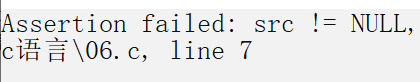 Assertion failed: src != NULL,
c语言\06.c, line 7